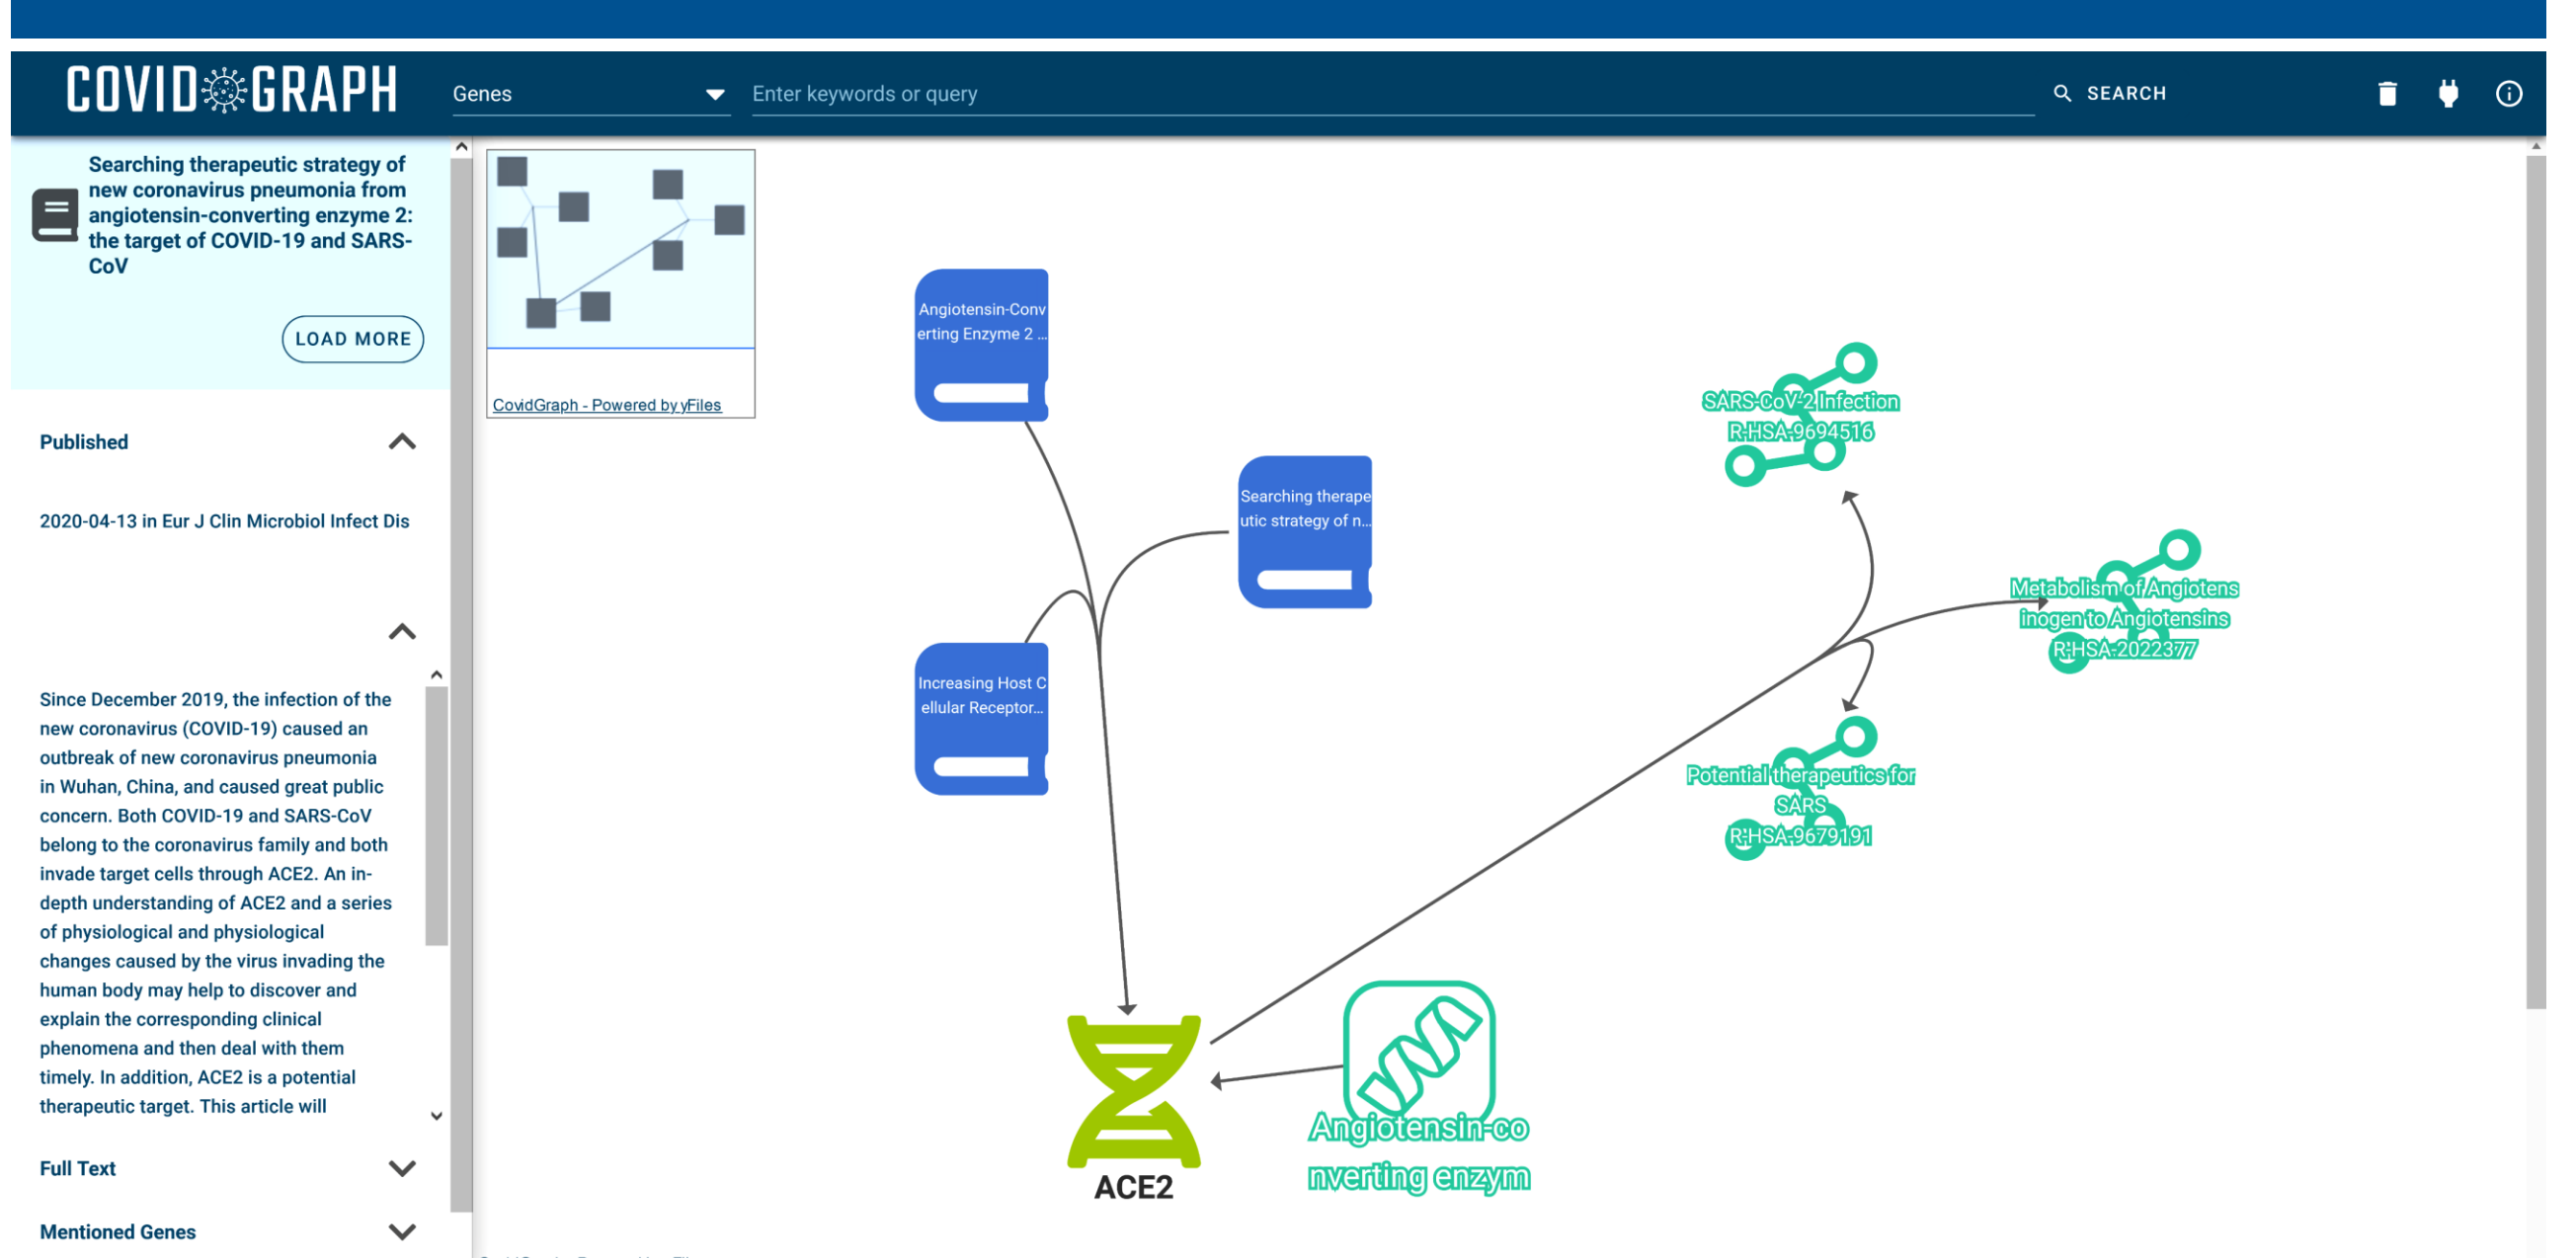 COVID GRAPH
Genes
Enter keywords or query
SEARCH
Searching therapeutic strategy of
new coronavirus pneumonia from
angiotensin-converting enzyme 2:
the target of COVID-19 and SARS-
CoV
LOAD MORE
Published
2020-04-13 in Eur J Clin Microbiol Infect Dis
Since December 2019, the infection of the
new coronavirus (COVID-19) caused an
outbreak of new coronavirus pneumonia
in Wuhan, China, and caused great public
concern. Both COVID-19 and SARS-CoV
belong to the coronavirus family and both
invade target cells through ACE2. An in-
depth understanding of ACE2 and a series
of physiological and physiological
changes caused by the virus invading the
human body may help to discover and
explain the corresponding clinical
phenomena and then deal with them
timely. In addition, ACE2 is a potential
therapeutic target. This article will
Full Text
Mentioned Genes
CovidGraph - Powered by yFiles
Angiotensin-Conv
erting Enzyme 2 ...
Searching therape
utic strategy of n...
Increasing Host C
ellular Receptor...
SARS-CoV-2 Infection
R-HSA-9694516
Metabolism of Angiotens
inogen to Angiotensins
R-HSA-2022377
Potential therapeutics for
SARS
R-HSA-9679191
ACE2
Angiotensin-co
nverting enzym